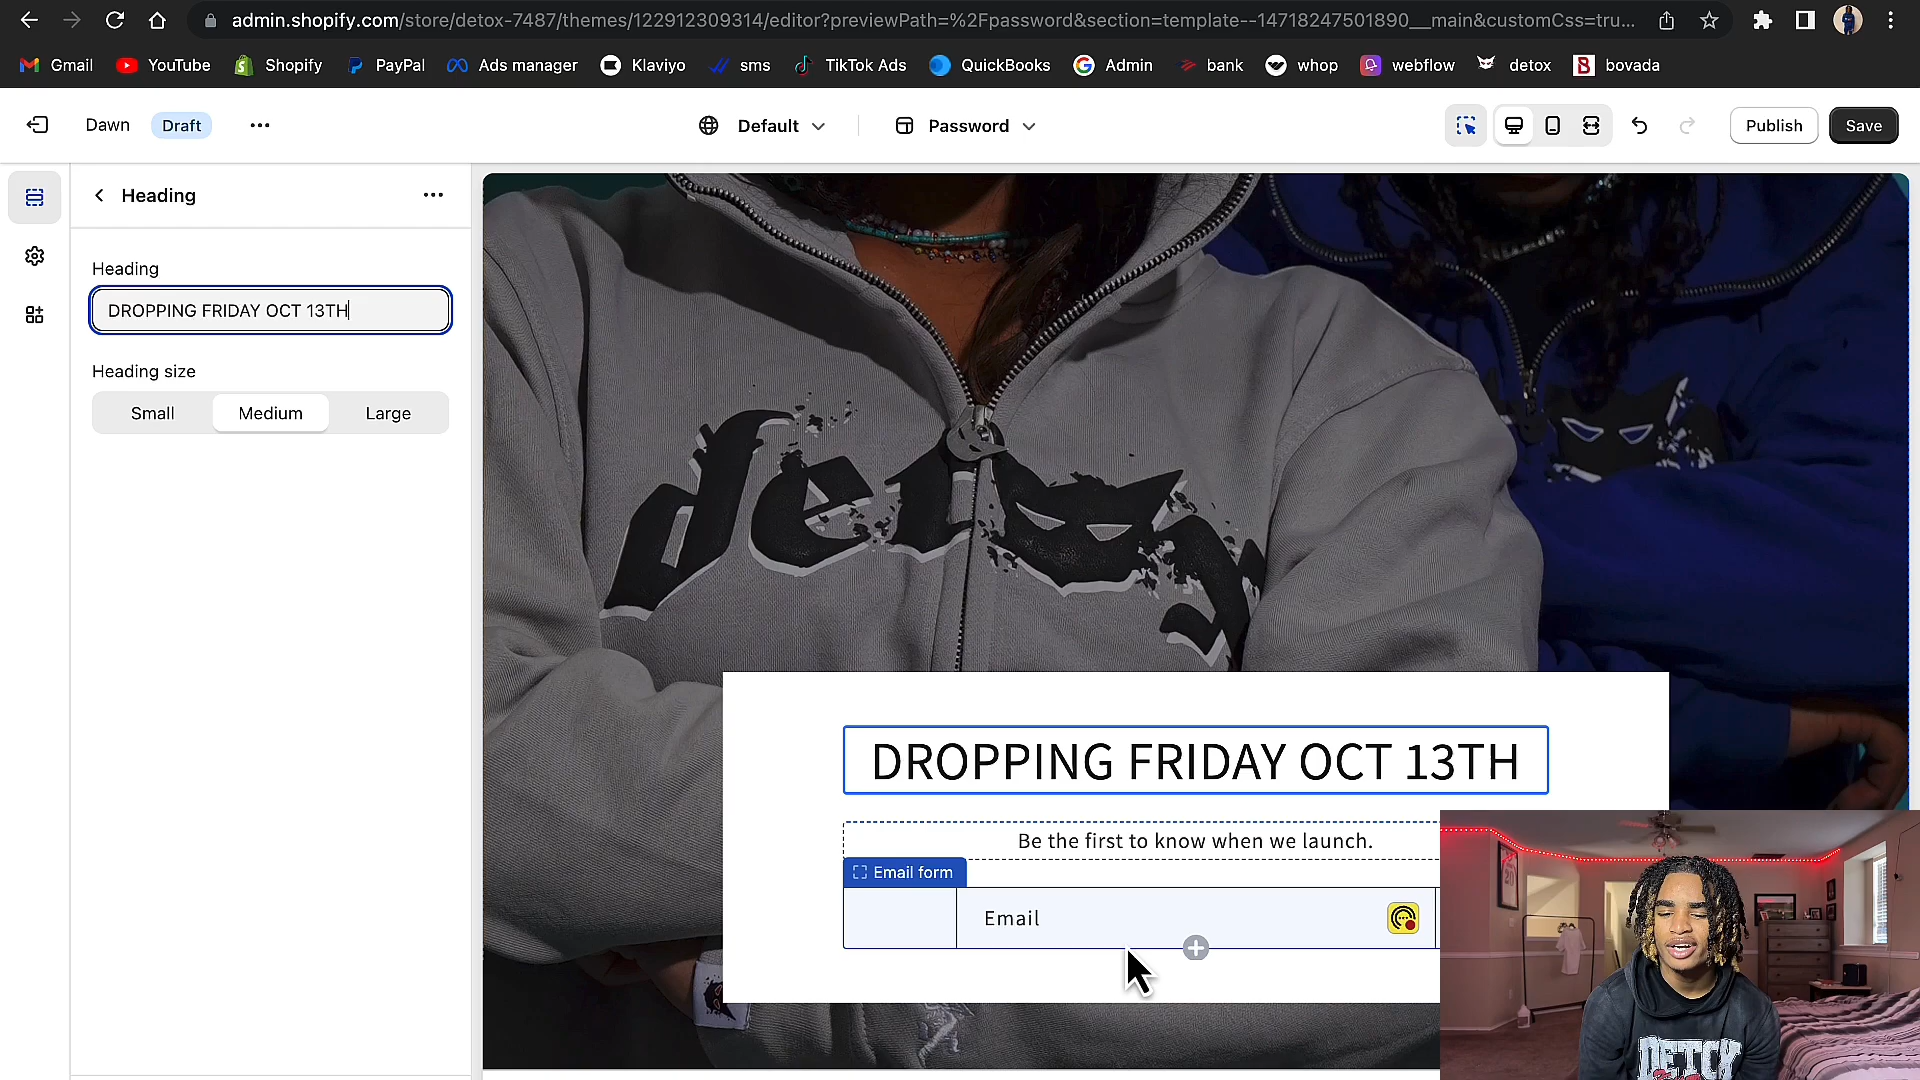 admin.shopify.com/store/detox-7487/themes/122912309314/editor?previewPath=%2Fpassword&section=template--14718247501890__main&customCss=tru...
Gmail YouTube Shopify PayPal Ads manager Klaviyo sms TikTok Ads QuickBooks Admin bank whop webflow detox bovada
Dawn Draft Default Password Publish Save
Heading
Heading
DROPPING FRIDAY OCT 13TH
Heading size
Small Medium Large
detox
DROPPING FRIDAY OCT 13TH
Be the first to know when we launch.
Email form
Email